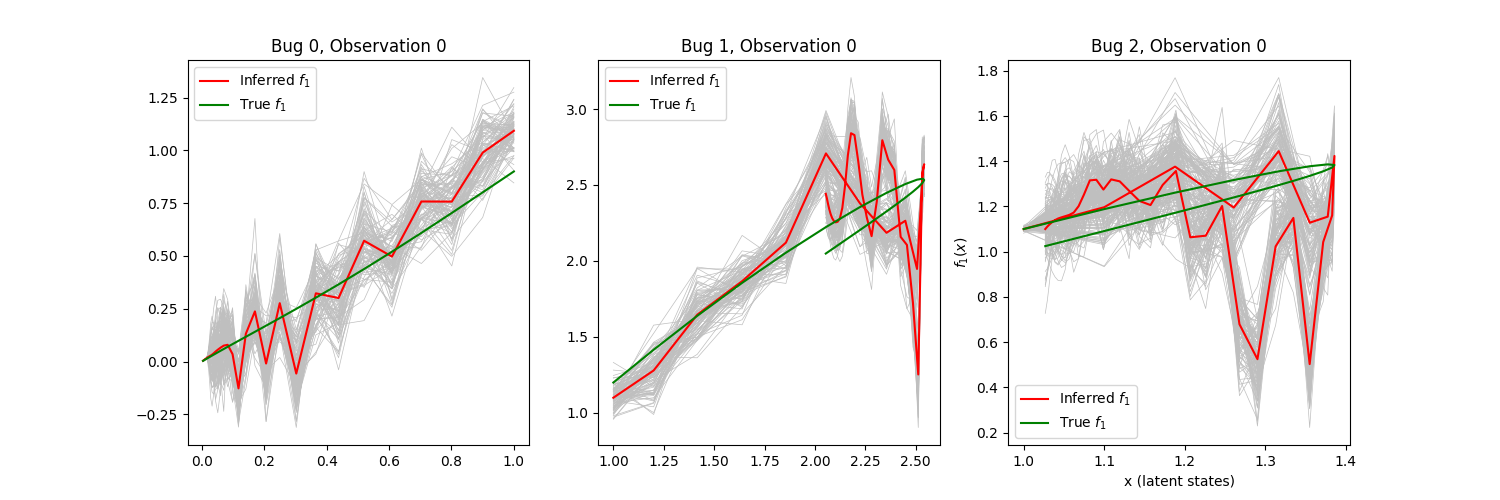 Bug 0, Observation 0
Inferred f₁
True f₁
1.25
1.00
0.75
0.50
0.25
0.00
−0.25
0.0 0.2 0.4 0.6 0.8 1.0
Bug 1, Observation 0
Inferred f₁
True f₁
3.0
2.5
2.0
1.5
1.0
1.00 1.25 1.50 1.75 2.00 2.25 2.50
Bug 2, Observation 0
f₁(x)
1.8
1.6
1.4
1.2
1.0
0.8
0.6
0.4
0.2
Inferred f₁
True f₁
1.0 1.1 1.2 1.3 1.4
x (latent states)